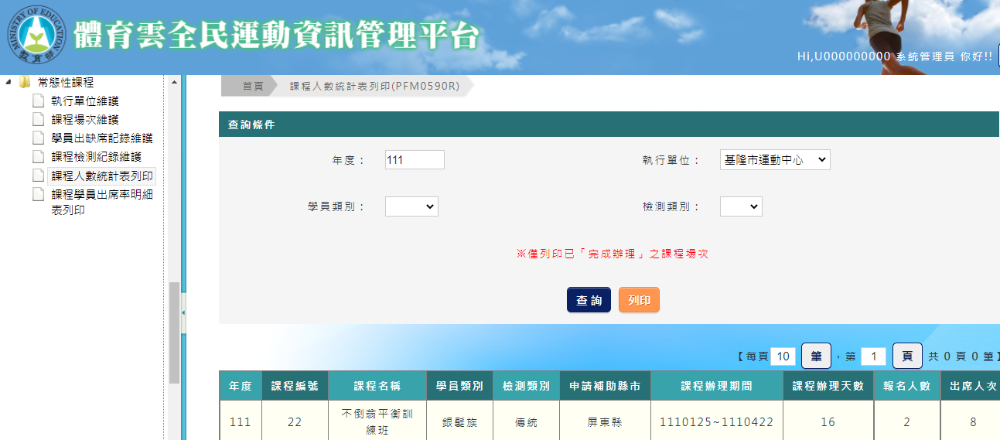 MINISTRY OF EDUCATION
教育部
體育雲全民運動資訊管理平台
Hi,U000000000 系統管理員 你好!!
常態性課程
執行單位維護
課程場次維護
學員出缺席記錄維護
課程檢測紀錄維護
課程人數統計表列印
課程學員出席率明細
表列印
首頁 課程人數統計表列印(PFM0590R)
查詢條件
年度： 111 執行單位： 基隆市運動中心
學員類別： 檢測類別：
※僅列印已「完成辦理」之課程場次
查詢 列印
【每頁 10 筆 ，第 1 頁 共 0 頁 0 筆】
年度 課程編號 課程名稱 學員類別 檢測類別 申請補助縣市 課程辦理期間 課程辦理天數 報名人數 出席人次
111 22 不倒翁平衡訓 銀髮族 傳統 屏東縣 1110125~1110422 16 2 8
練班